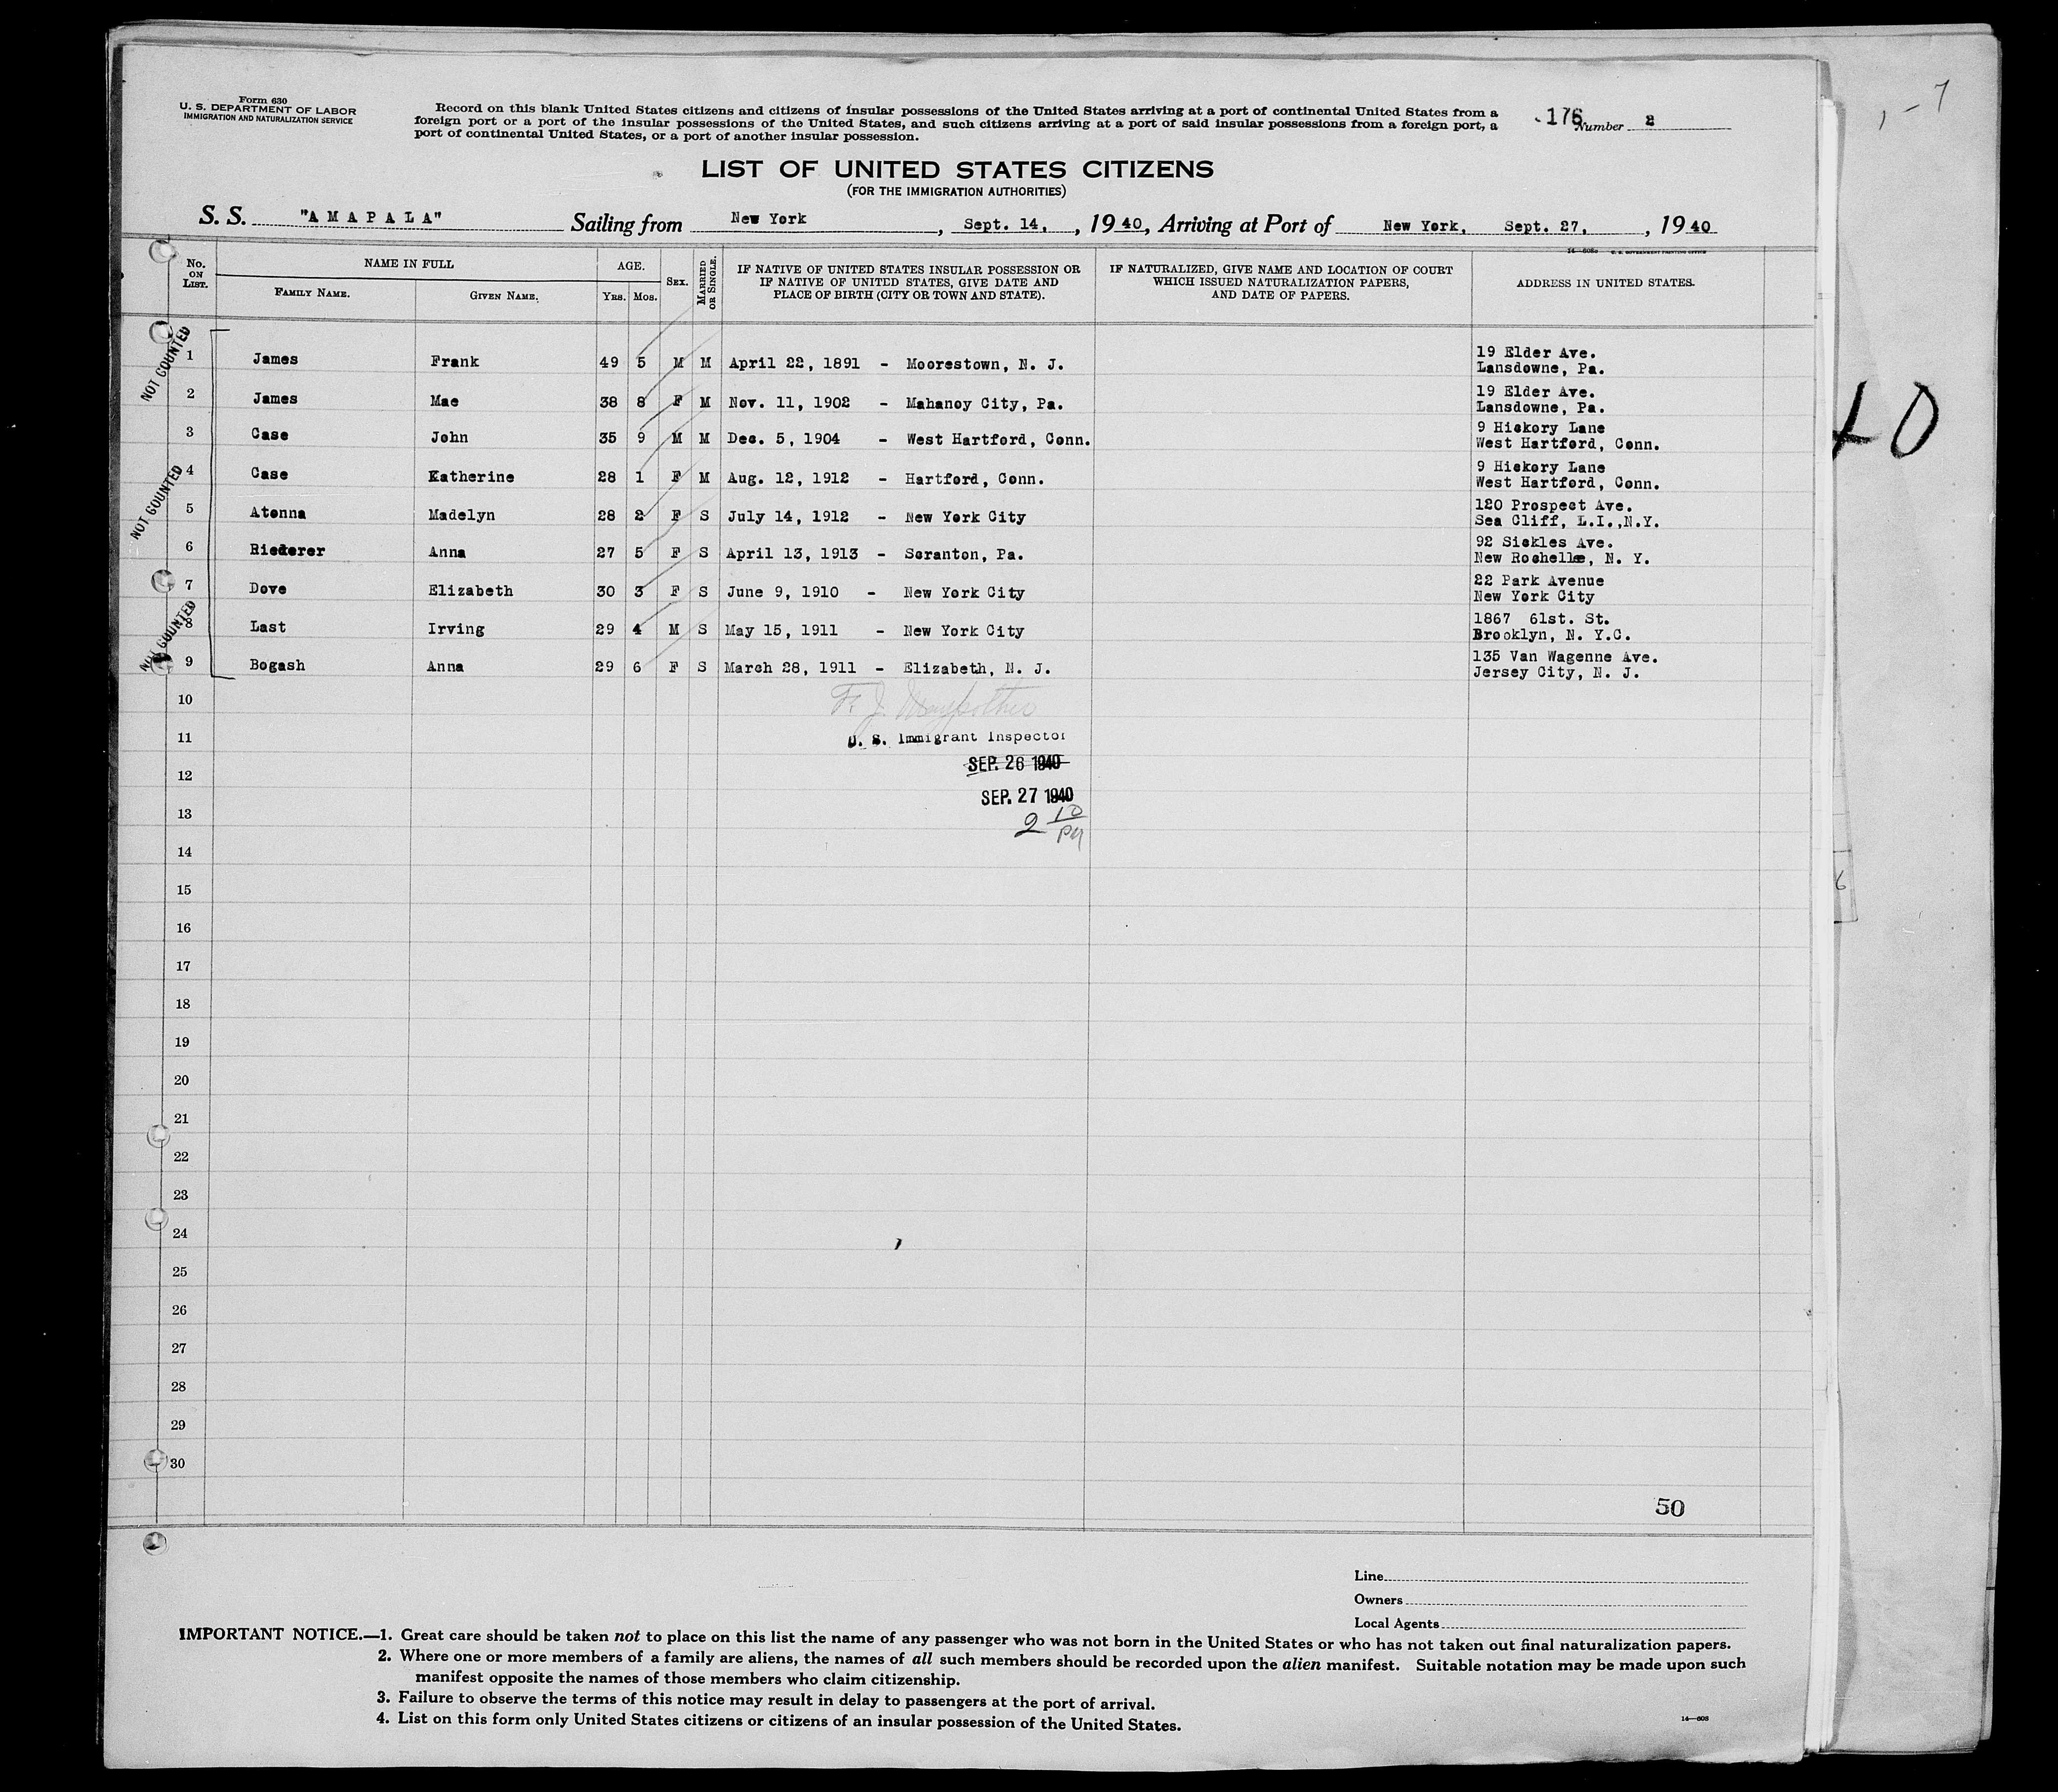 Form 630
U. S. DEPARTMENT OF LABOR
IMMIGRATION AND NATURALIZATION SERVICE
Record on this blank United States citizens and citizens of insular possessions of the United States arriving at a port of continental United States from a
foreign port or a port of the insular possessions of the United States, and such citizens arriving at a port of said insular possessions from a foreign port, a
port of continental United States, or a port of another insular possession.
176 Number 2
LIST OF UNITED STATES CITIZENS
(FOR THE IMMIGRATION AUTHORITIES)
S. S. "AMAPALA" Sailing from New York, Sept. 14, , 1940, Arriving at Port of New York, Sept. 27, , 1940
No. ON LIST.
NAME IN FULL
FAMILY NAME. GIVEN NAME.
AGE.
YRS. MOS.
SEX.
MARRIED OR SINGLE.
IF NATIVE OF UNITED STATES INSULAR POSSESSION OR
IF NATIVE OF UNITED STATES, GIVE DATE AND
PLACE OF BIRTH (CITY OR TOWN AND STATE).
IF NATURALIZED, GIVE NAME AND LOCATION OF COURT
WHICH ISSUED NATURALIZATION PAPERS,
AND DATE OF PAPERS.
ADDRESS IN UNITED STATES.
NOT COUNTED
1 James Frank 49 5 M M April 22, 1891 - Moorestown, N. J. 19 Elder Ave.
Lansdowne, Pa.
2 James Mae 38 8 F M Nov. 11, 1902 - Mahanoy City, Pa. 19 Elder Ave.
Lansdowne, Pa.
3 Case John 35 9 M M Dec. 5, 1904 - West Hartford, Conn. 9 Hickory Lane
West Hartford, Conn.
NOT COUNTED
4 Case Katherine 28 1 F M Aug. 12, 1912 - Hartford, Conn. 9 Hickory Lane
West Hartford, Conn.
5 Atonna Madelyn 28 2 F S July 14, 1912 - New York City 120 Prospect Ave.
Sea Cliff, L.I.,N.Y.
6 Riederer Anna 27 5 F S April 13, 1913 - Scranton, Pa. 92 Sickles Ave.
New Rochelle, N. Y.
7 Dove Elizabeth 30 3 F S June 9, 1910 - New York City 22 Park Avenue
New York City
NOT COUNTED
8 Last Irving 29 4 M S May 15, 1911 - New York City 1867 61st. St.
Brooklyn, N. Y.C.
9 Bogash Anna 29 6 F S March 28, 1911 - Elizabeth, N. J. 135 Van Wagenne Ave.
Jersey City, N. J.
10
11 U. S. Immigrant Inspector
12 SEP. 26 1940
SEP. 27 1940
13 2 10 PM
14
15
16
17
18
19
20
21
22
23
24
25
26
27
28
29
30
50
Line
Owners
Local Agents
IMPORTANT NOTICE.—1. Great care should be taken not to place on this list the name of any passenger who was not born in the United States or who has not taken out final naturalization papers.
2. Where one or more members of a family are aliens, the names of all such members should be recorded upon the alien manifest. Suitable notation may be made upon such
manifest opposite the names of those members who claim citizenship.
3. Failure to observe the terms of this notice may result in delay to passengers at the port of arrival.
4. List on this form only United States citizens or citizens of an insular possession of the United States.
14—608
40
6